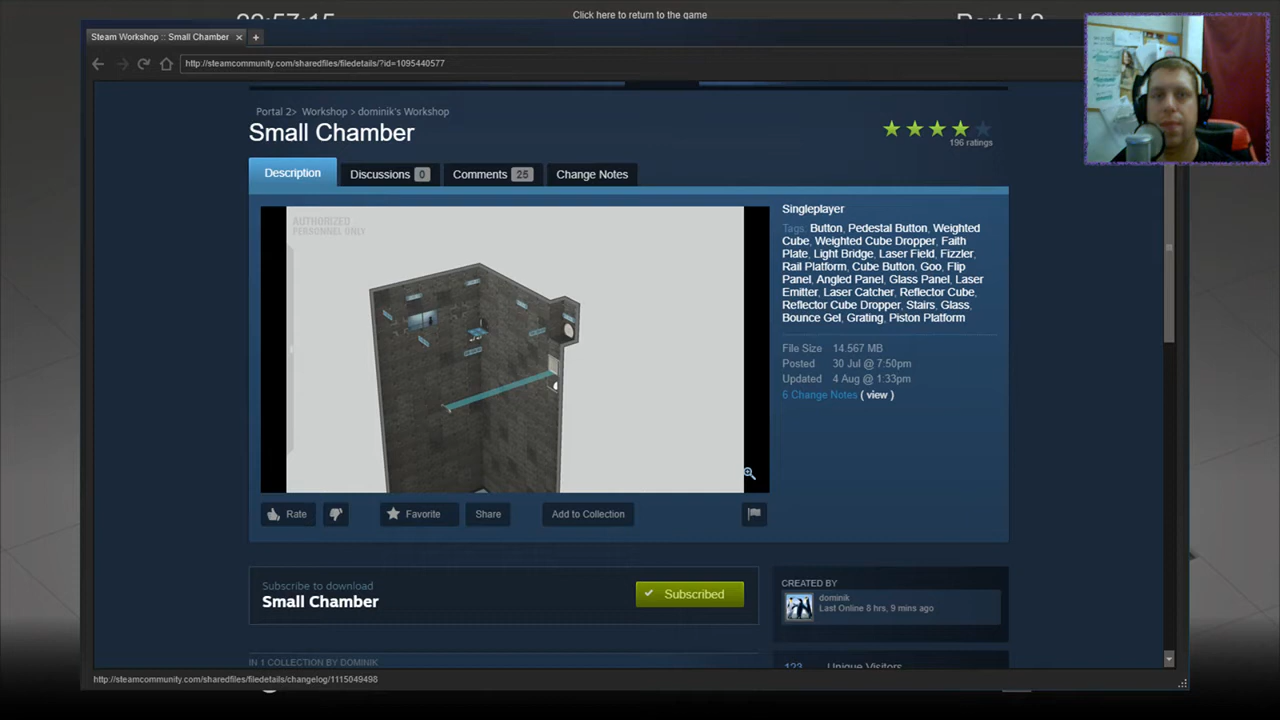 22:57:15
Click here to return to the game
Portal 2
Steam Workshop :: Small Chamber
http://steamcommunity.com/sharedfiles/filedetails/?id=1095440577
Portal 2> Workshop > dominik's Workshop
Small Chamber
196 ratings
Description
Discussions 0
Comments 25
Change Notes
AUTHORIZED
PERSONNEL ONLY
Singleplayer
Tags: Button, Pedestal Button, Weighted
Cube, Weighted Cube Dropper, Faith
Plate, Light Bridge, Laser Field, Fizzler,
Rail Platform, Cube Button, Goo, Flip
Panel, Angled Panel, Glass Panel, Laser
Emitter, Laser Catcher, Reflector Cube,
Reflector Cube Dropper, Stairs, Glass,
Bounce Gel, Grating, Piston Platform
File Size 14.567 MB
Posted 30 Jul @ 7:50pm
Updated 4 Aug @ 1:33pm
6 Change Notes ( view )
Rate
Favorite
Share
Add to Collection
Subscribe to download
Small Chamber
Subscribed
CREATED BY
dominik
Last Online 8 hrs, 9 mins ago
IN 1 COLLECTION BY DOMINIK
123 Unique Visitors
http://steamcommunity.com/sharedfiles/filedetails/changelog/1115049498